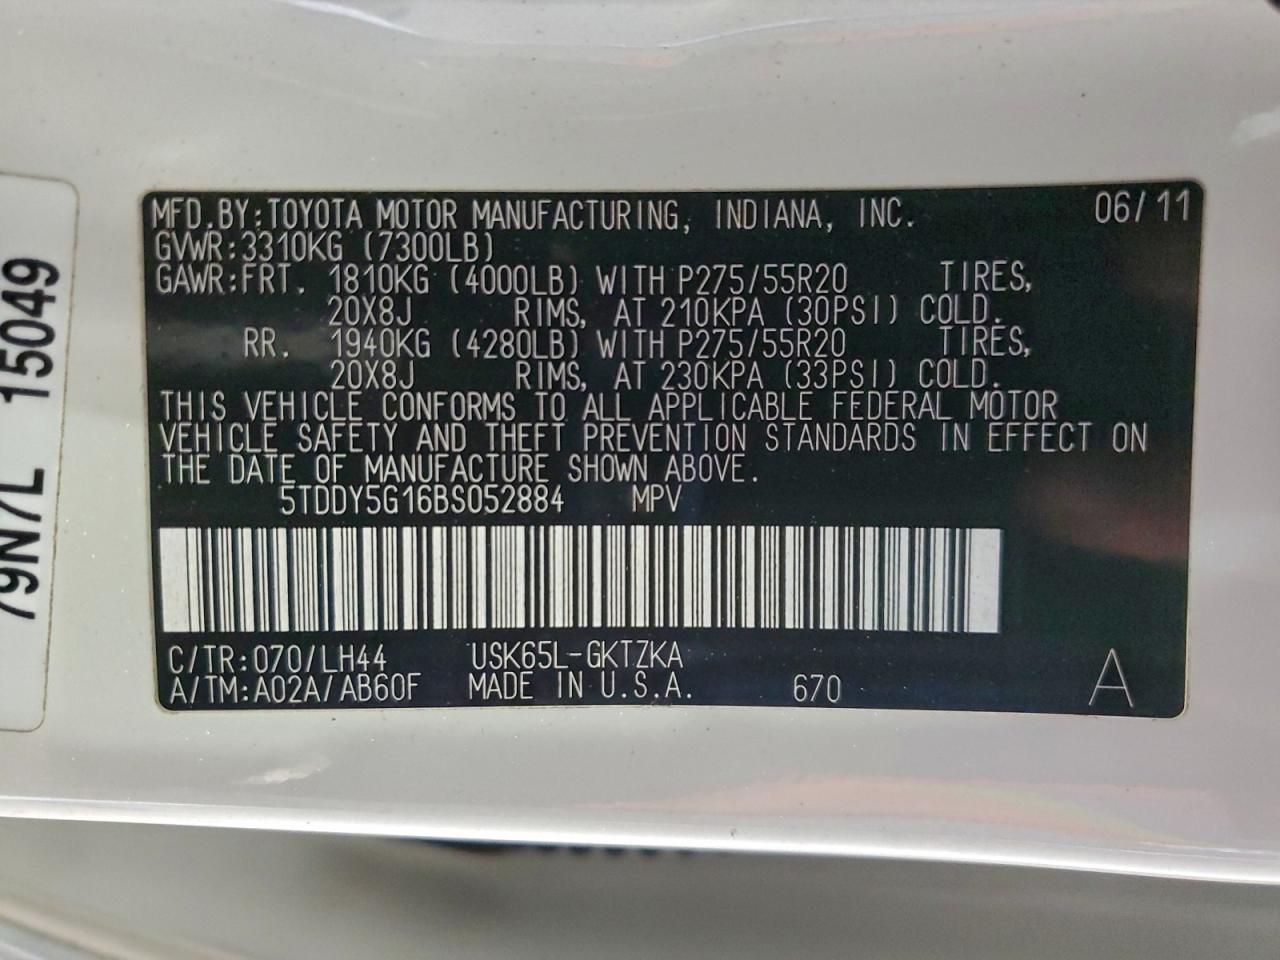 MFD.BY:TOYOTA MOTOR MANUFACTURING, INDIANA, INC. 06/11
GVWR:3310KG (7300LB)
GAWR:FRT. 1810KG (4000LB) WITH P275/55R20 TIRES,
20X8J RIMS, AT 210KPA (30PSI) COLD.
RR. 1940KG (4280LB) WITH P275/55R20 TIRES,
20X8J RIMS, AT 230KPA (33PSI) COLD.
THIS VEHICLE CONFORMS TO ALL APPLICABLE FEDERAL MOTOR
VEHICLE SAFETY AND THEFT PREVENTION STANDARDS IN EFFECT ON
THE DATE OF MANUFACTURE SHOWN ABOVE.
5TDDY5G16BS052884 MPV
C/TR:070/LH44 USK65L-GKTZKA
A/TM:A02A/AB60F MADE IN U.S.A. 670 A
79N7L 15049